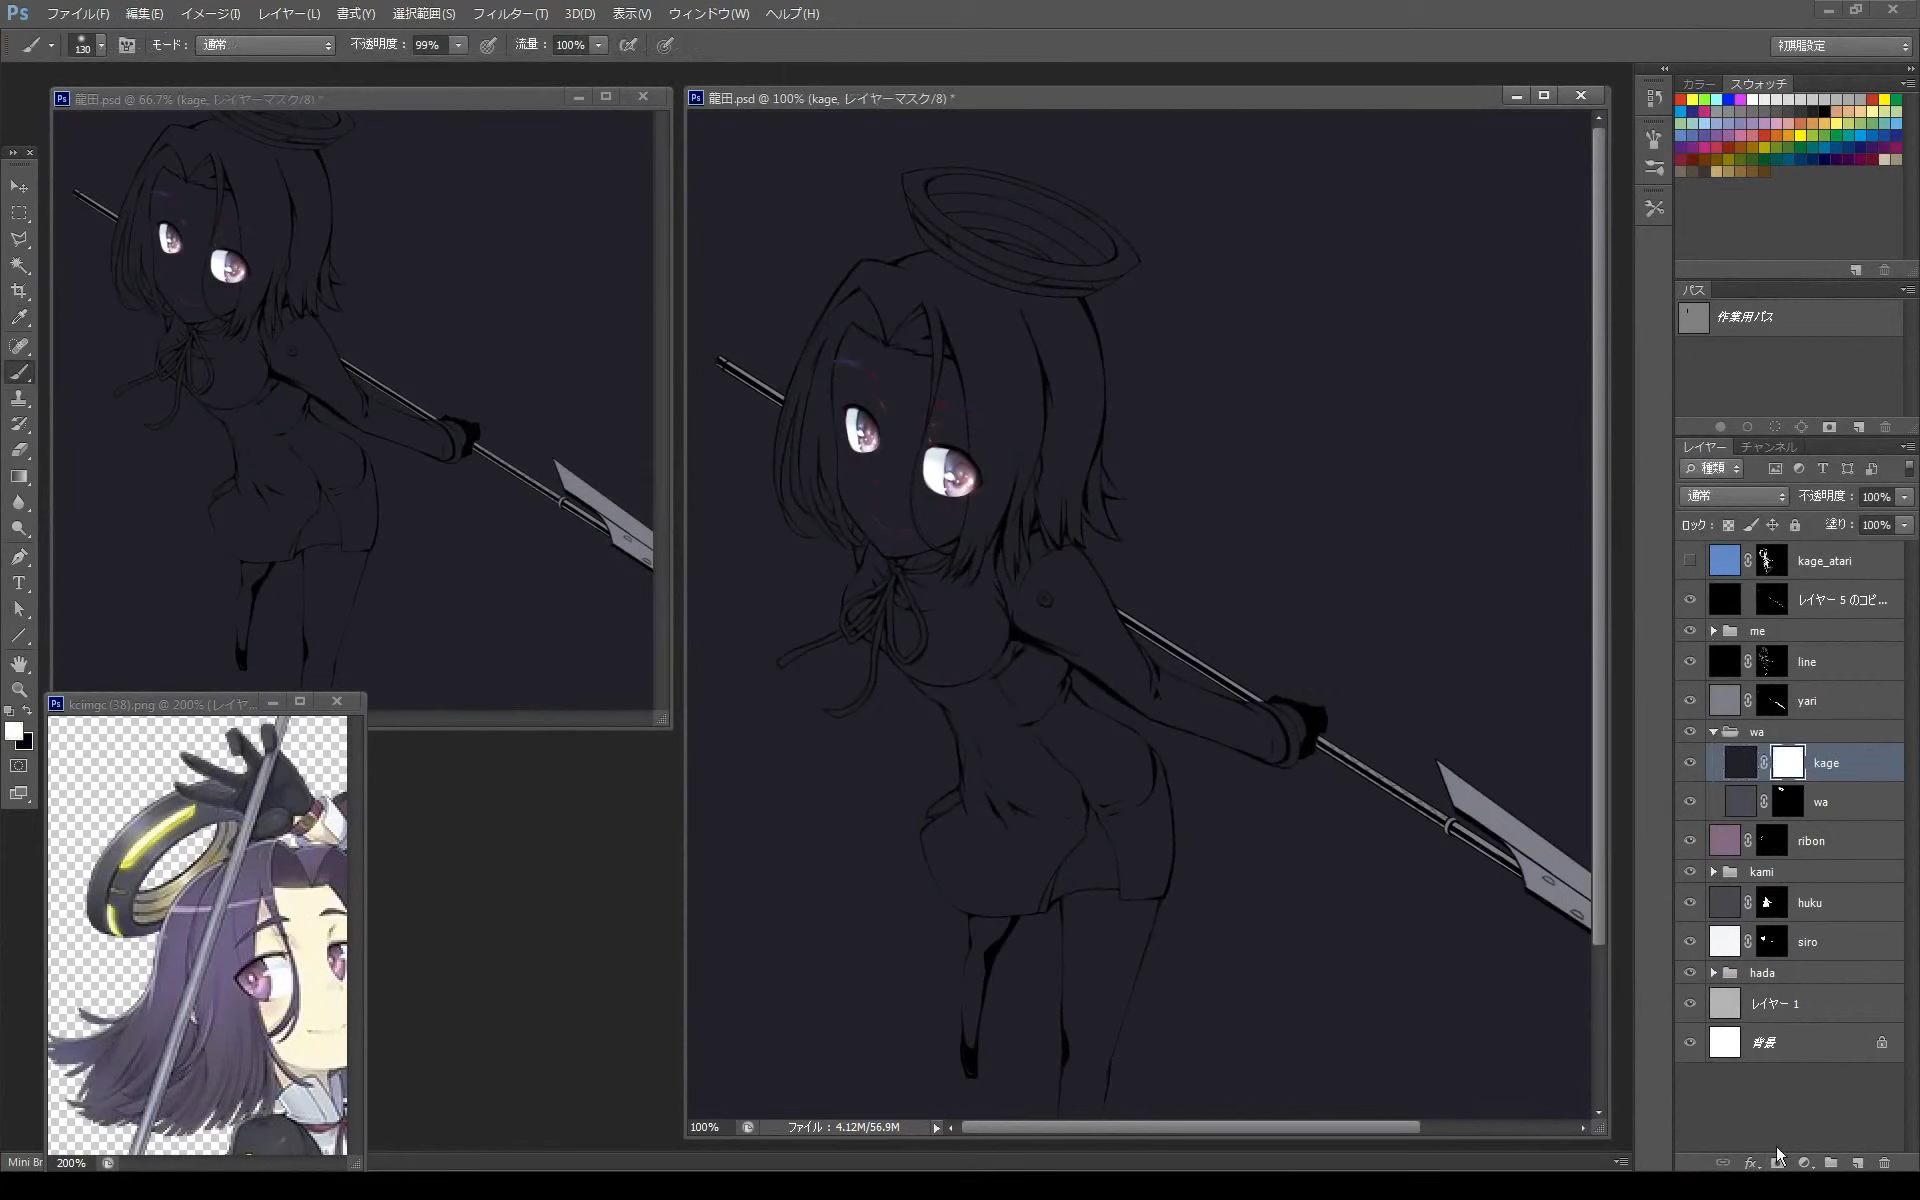 Ps ファイル(F) 編集(E) イメージ(I) レイヤー(L) 書式(Y) 選択範囲(S) フィルター(T) 3D(D) 表示(V) ウィンドウ(W) ヘルプ(H)
130 モード： 通常 不透明度： 99% 流量： 100% 初期設定
Ps 龍田.psd @ 66.7% (kage, レイヤーマスク/8) *
Ps 龍田.psd @ 100% (kage, レイヤーマスク/8) *
カラー スウォッチ
パス
作業用パス
レイヤー チャンネル
種類
通常 不透明度： 100%
ロック： 塗り： 100%
kage_atari
レイヤー 5 のコピ...
me
line
yari
wa
kage
wa
ribon
kami
huku
siro
hada
レイヤー 1
背景
Ps kcimgc (38).png @ 200% (レイヤ...
100% ファイル：4.12M/56.9M
Mini Br
200%
fx